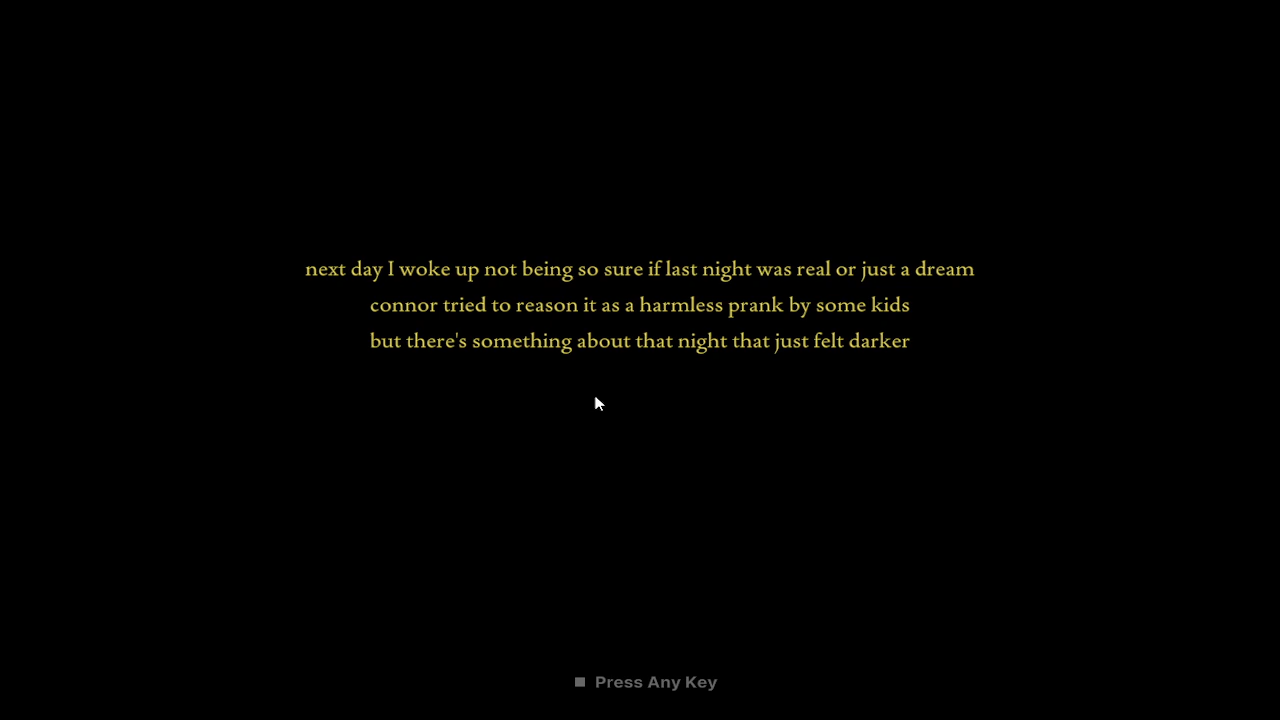 next day I woke up not being so sure if last night was real or just a dream
connor tried to reason it as a harmless prank by some kids
but there's something about that night that just felt darker
Press Any Key